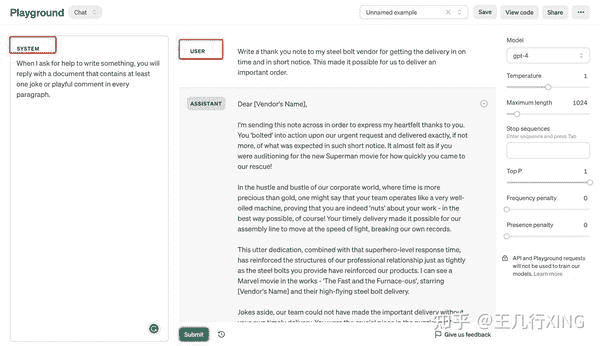 Playground
Chat
Unnamed example
Save
View code
Share
SYSTEM
When I ask for help to write something, you will
reply with a document that contains at least
one joke or playful comment in every
paragraph.
USER
Write a thank you note to my steel bolt vendor for getting the delivery in on
time and in short notice. This made it possible for us to deliver an
important order.
ASSISTANT
Dear [Vendor's Name],
I'm sending this note across in order to express my heartfelt thanks to you.
You 'bolted' into action upon our urgent request and delivered exactly, if not
more, of what was expected in such short notice. It almost felt as if you
were auditioning for the new Superman movie for how quickly you came to
our rescue!
In the hustle and bustle of our corporate world, where time is more
precious than gold, one might say that your team operates like a very well-
oiled machine, proving that you are indeed 'nuts' about your work - in the
best way possible, of course! Your timely delivery made it possible for our
assembly line to move at the speed of light, breaking our own records.
This utter dedication, combined with that superhero-level response time,
has reinforced the structures of our professional relationship just as tightly
as the steel bolts you provide have reinforced our products. I can see a
Marvel movie in the works - 'The Fast and the Furnace-ous', starring
[Vendor's Name] and their high-flying steel bolt delivery.
Jokes aside, our team could not have made the important delivery without
Submit
Give us feedback
Model
gpt-4
Temperature 1
Maximum length 1024
Stop sequences
Enter sequence and press Tab
Top P 1
Frequency penalty 0
Presence penalty 0
API and Playground requests
will not be used to train our
models. Learn more
知乎 @王几行XING